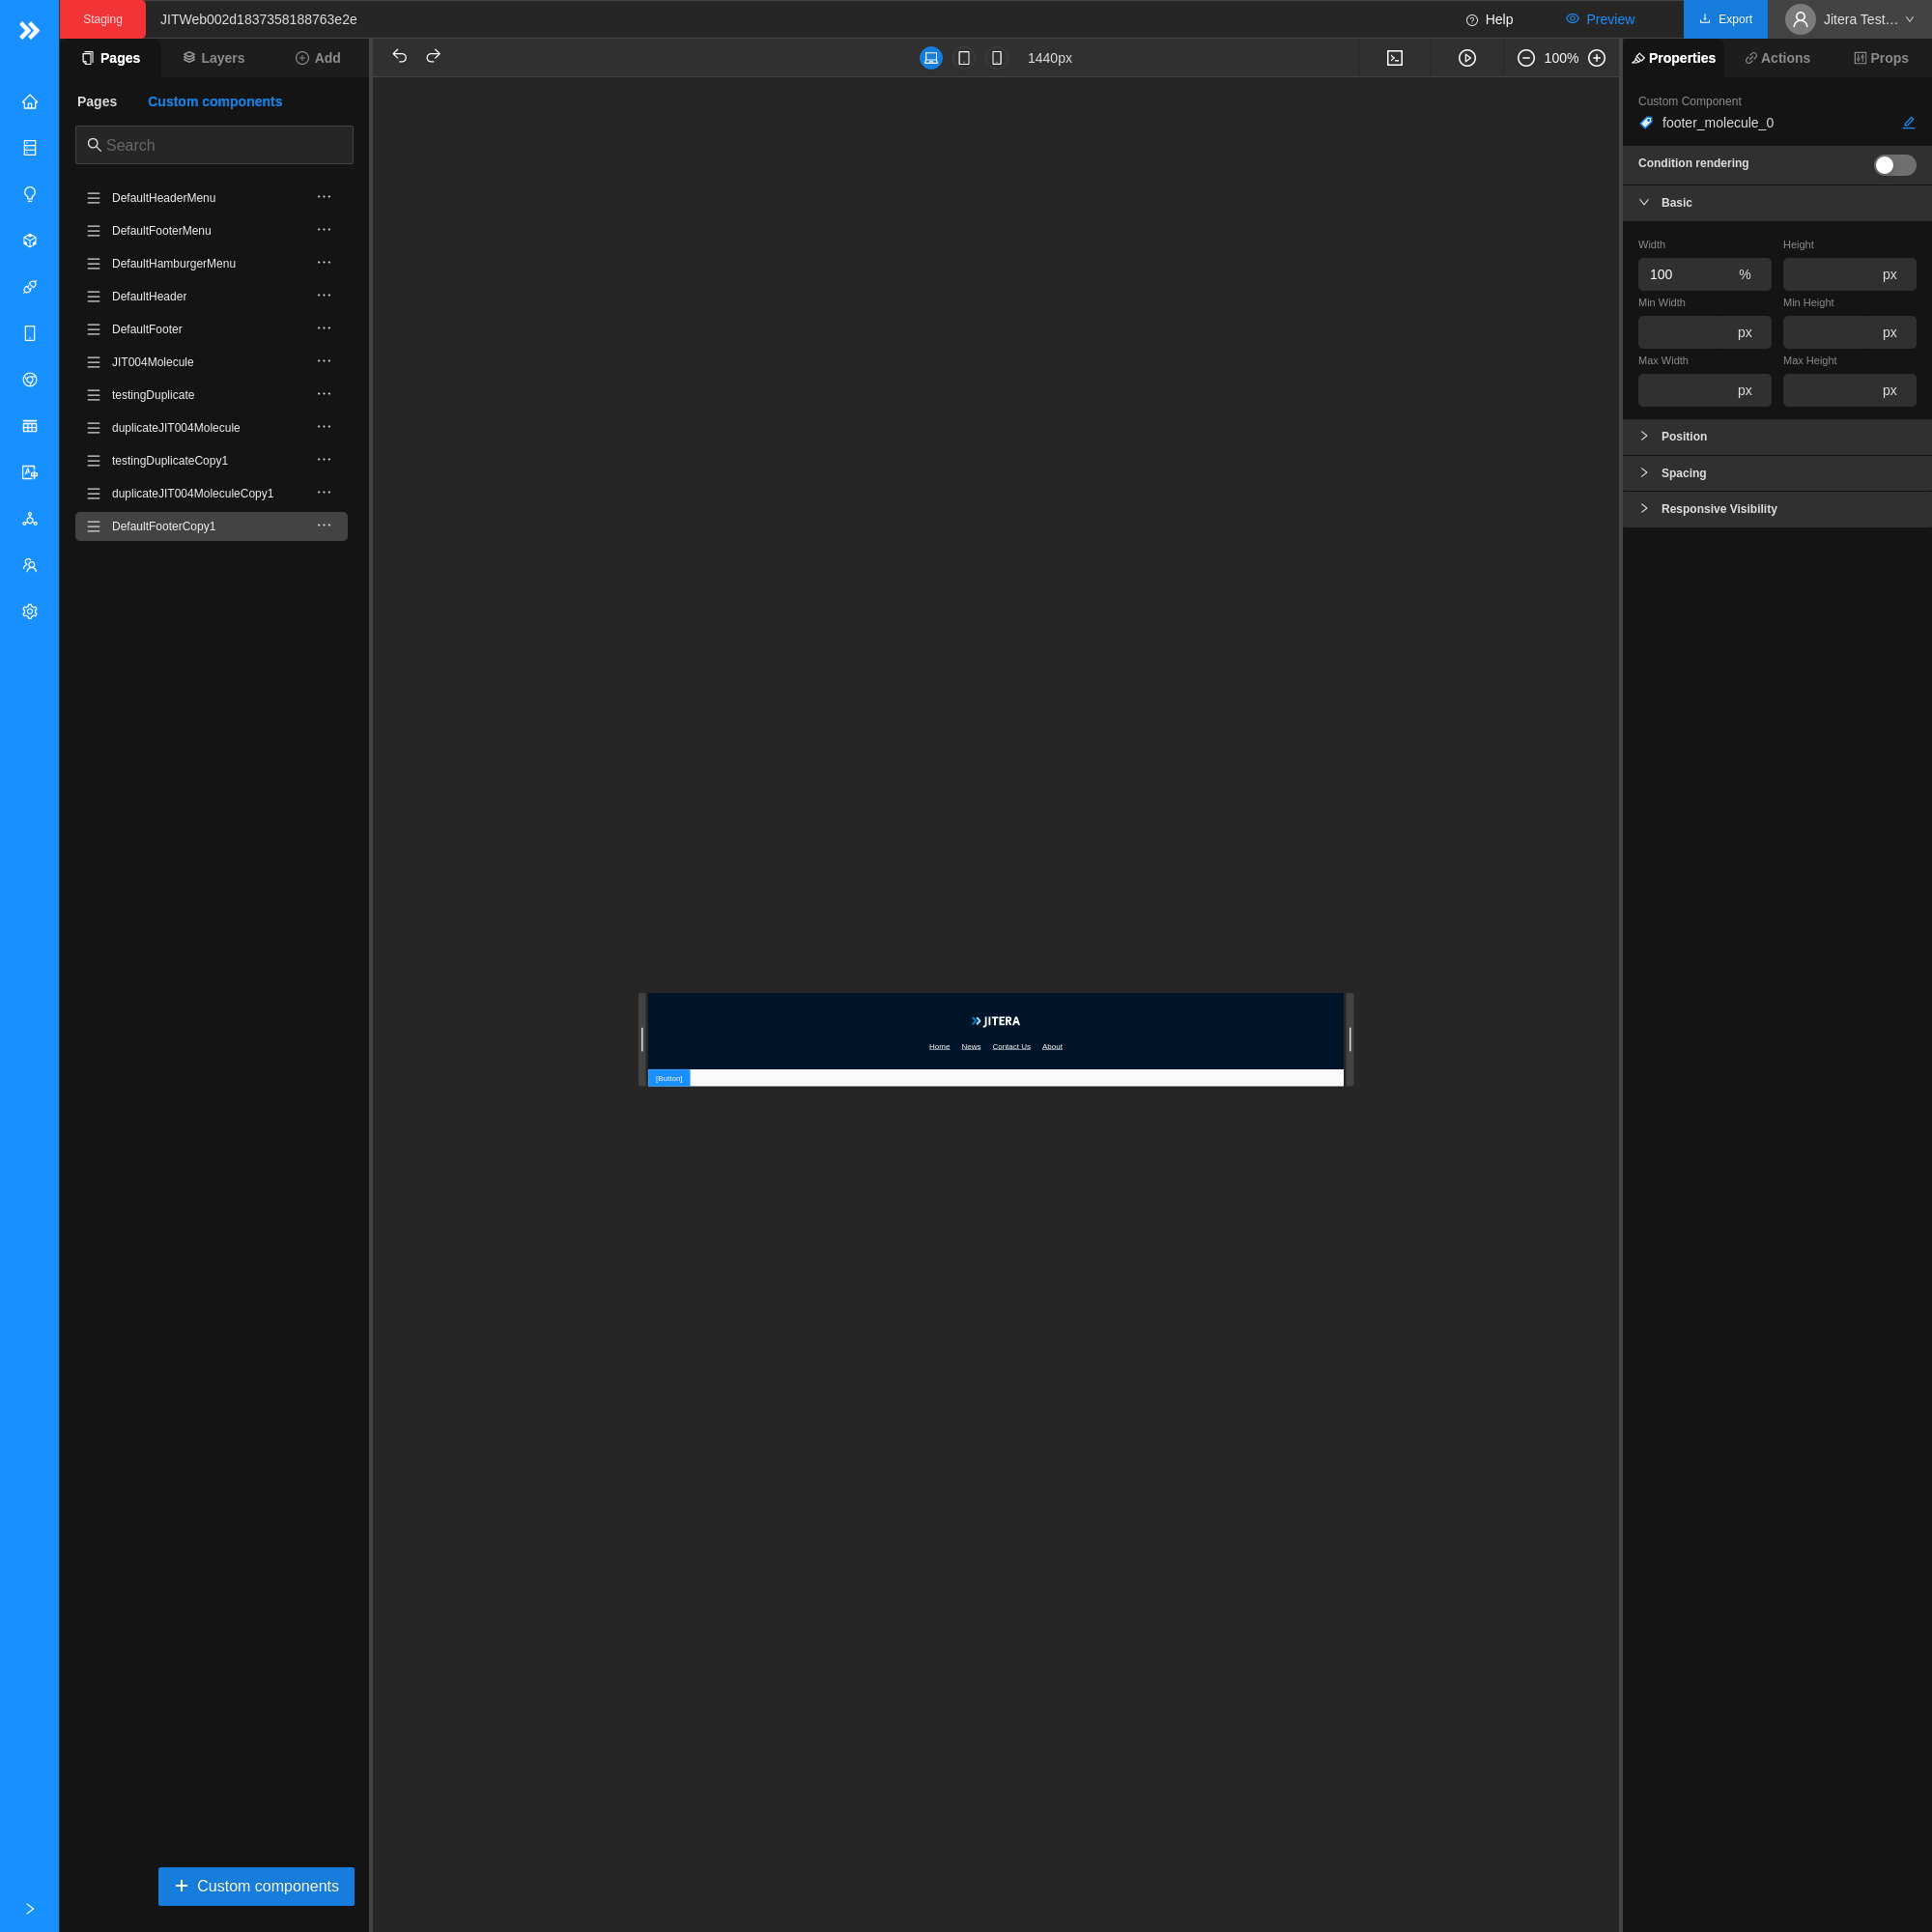 Staging JITWeb002d1837358188763e2e Help Preview Export Jitera Test…
Pages Layers Add 1440px 100% Properties Actions Props
Pages Custom components
Search
DefaultHeaderMenu
DefaultFooterMenu
DefaultHamburgerMenu
DefaultHeader
DefaultFooter
JIT004Molecule
testingDuplicate
duplicateJIT004Molecule
testingDuplicateCopy1
duplicateJIT004MoleculeCopy1
DefaultFooterCopy1
Custom components
JITERA
Home News Contact Us About
[Button]
Custom Component
footer_molecule_0
Condition rendering
Basic
Width Height
100 % px
Min Width Min Height
px px
Max Width Max Height
px px
Position
Spacing
Responsive Visibility